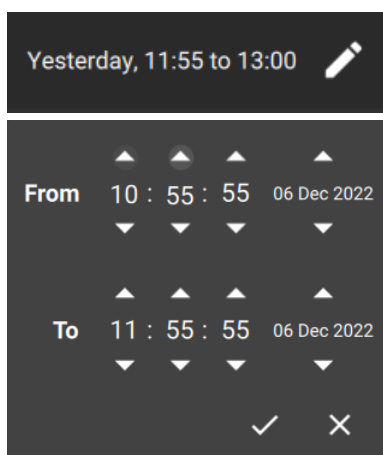 Yesterday, 11:55 to 13:00
From 10 : 55 : 55 06 Dec 2022
To 11 : 55 : 55 06 Dec 2022